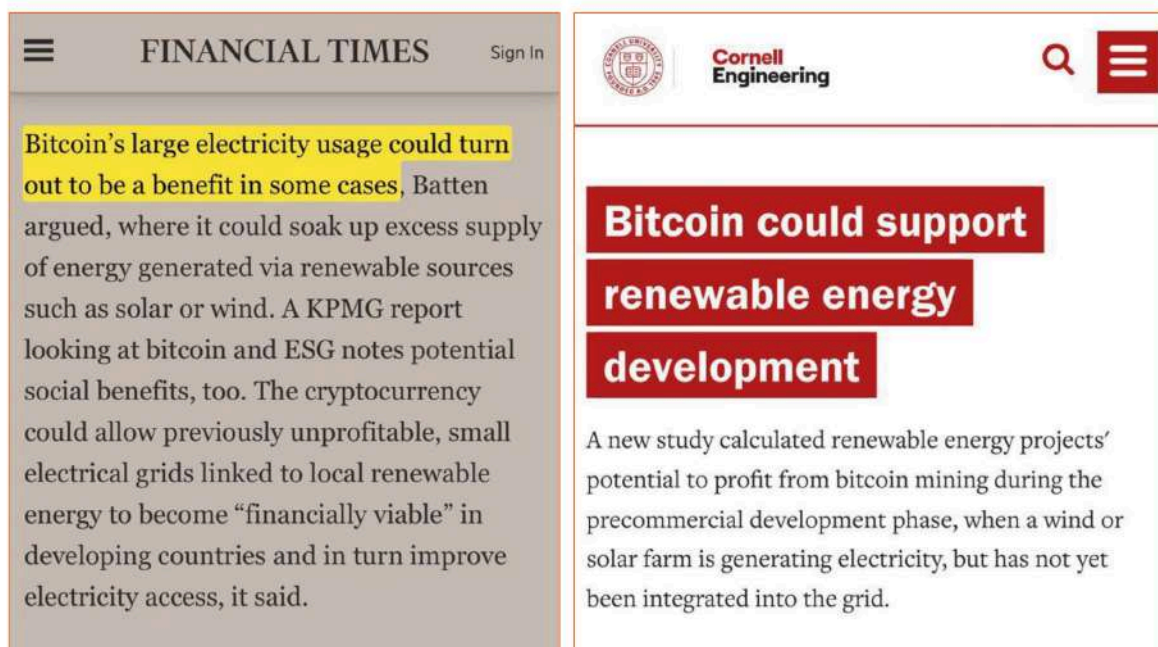 FINANCIAL TIMES
Sign In
Bitcoin’s large electricity usage could turn
out to be a benefit in some cases, Batten
argued, where it could soak up excess supply
of energy generated via renewable sources
such as solar or wind. A KPMG report
looking at bitcoin and ESG notes potential
social benefits, too. The cryptocurrency
could allow previously unprofitable, small
electrical grids linked to local renewable
energy to become “financially viable” in
developing countries and in turn improve
electricity access, it said.
Cornell
Engineering
Bitcoin could support
renewable energy
development
A new study calculated renewable energy projects’
potential to profit from bitcoin mining during the
precommercial development phase, when a wind or
solar farm is generating electricity, but has not yet
been integrated into the grid.